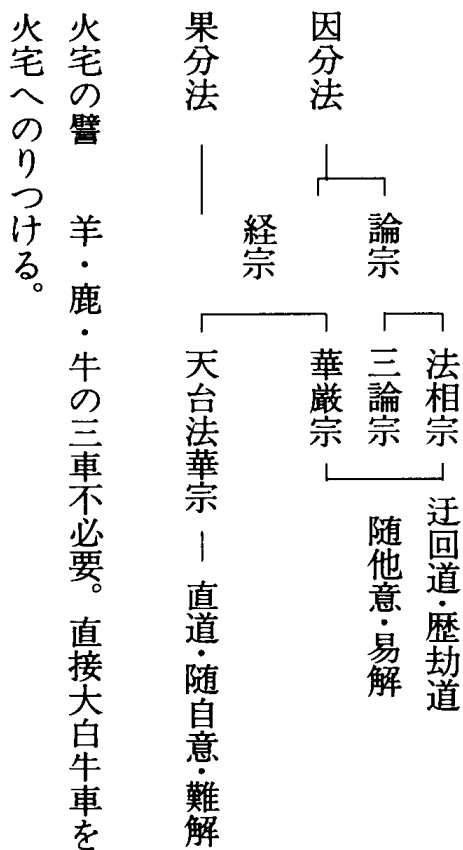 因分法
論宗
経宗
法相宗
三論宗
華厳宗
迂回道・歴劫道
随他意・易解
果分法
天台法華宗 — 直道・随自意・難解
火宅の譬 羊・鹿・牛の三車不必要。直接大白牛車を
火宅へのりつける。